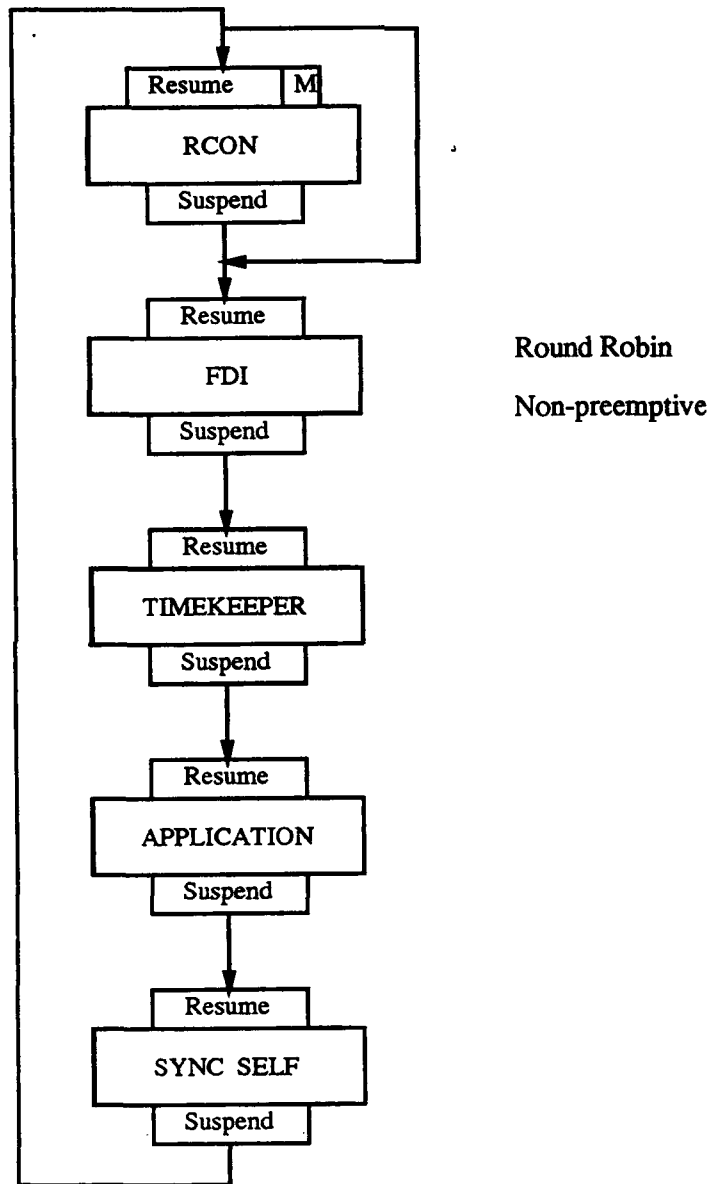 Resume M
RCON
Suspend
Resume
FDI
Suspend
Round Robin
Non-preemptive
Resume
TIMEKEEPER
Suspend
Resume
APPLICATION
Suspend
Resume
SYNC SELF
Suspend